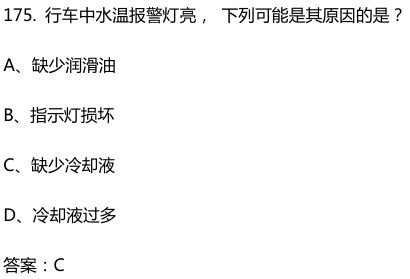 175. 行车中水温报警灯亮， 下列可能是其原因的是？
A、缺少润滑油
B、指示灯损坏
C、缺少冷却液
D、冷却液过多
答案：C